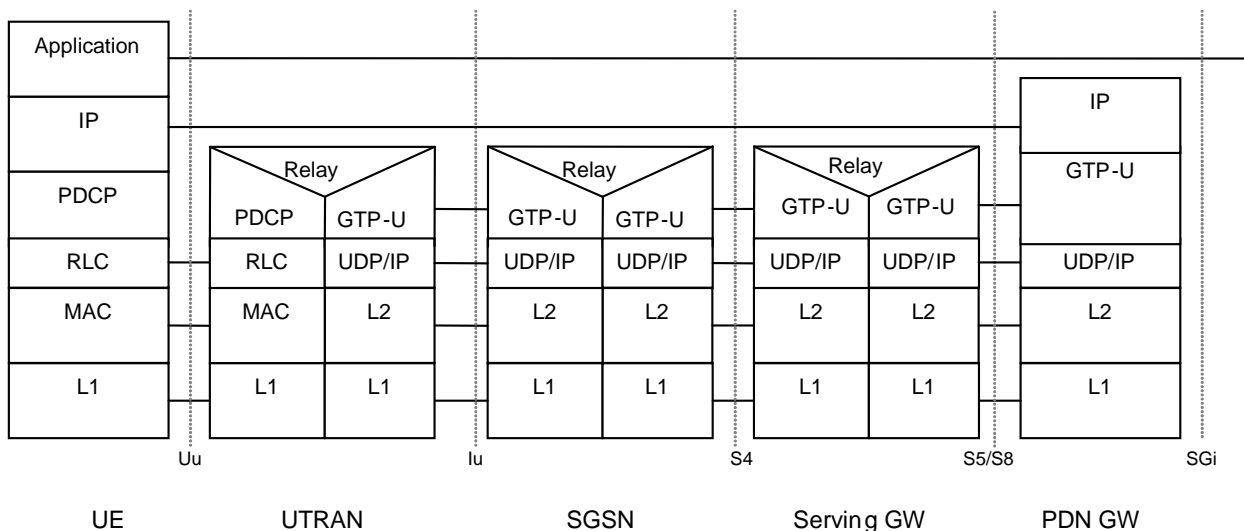 Application
IP
IP
Relay
Relay
Relay
GTP-U
PDCP
PDCP
GTP-U
GTP-U
GTP-U
GTP-U
GTP-U
RLC
RLC
UDP/IP
UDP/IP
UDP/IP
UDP/IP
UDP/IP
UDP/IP
MAC
MAC
L2
L2
L2
L2
L2
L2
L1
L1
L1
L1
L1
L1
L1
L1
Uu
Iu
S4
S5/S8
SGi
UE
UTRAN
SGSN
Serving GW
PDN GW